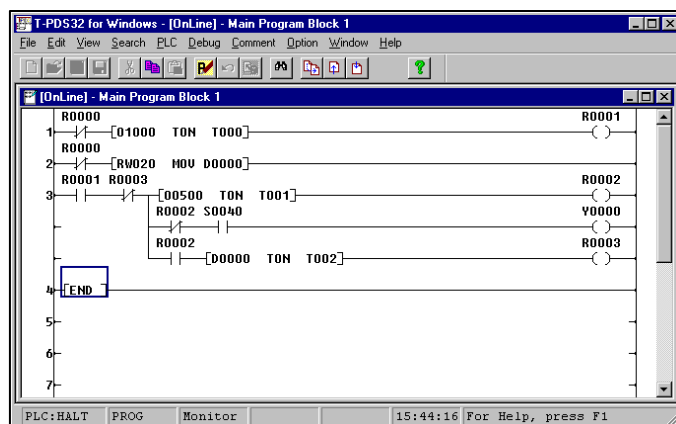 T-PDS32 for Windows - [OnLine] - Main Program Block 1
File Edit View Search PLC Debug Comment Option Window Help
[OnLine] - Main Program Block 1
R0000 R0001
1 [01000 TON T000] ( )
R0000
2 [RW020 MOV D0000]
R0001 R0003 R0002
3 [00500 TON T001] ( )
R0002 S0040 Y0000
( )
R0002 R0003
[D0000 TON T002] ( )
4 [END ]
5
6
7
PLC:HALT PROG Monitor 15:44:16 For Help, press F1